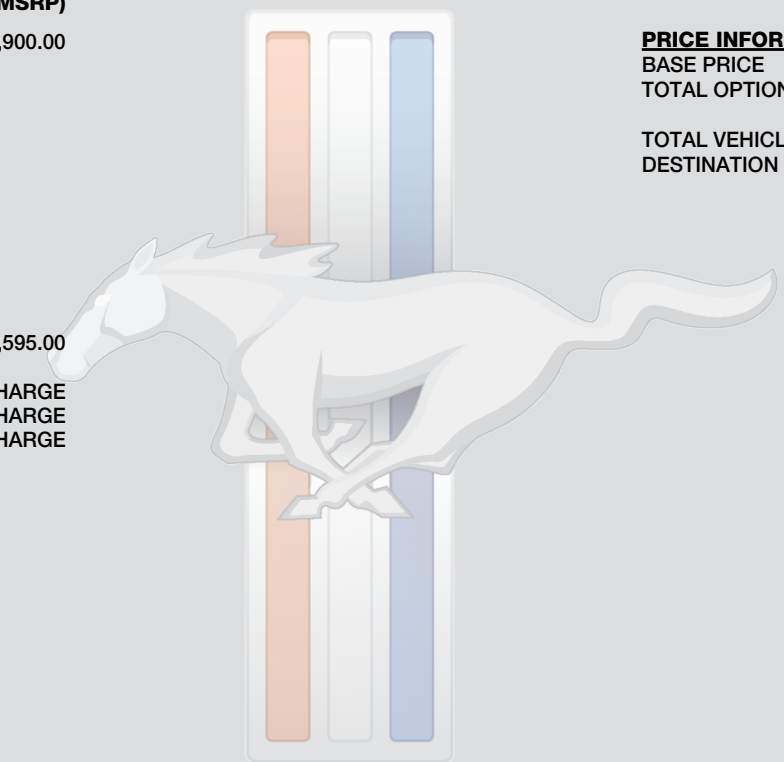 MSRP)
,900.00
,595.00
HARGE
HARGE
HARGE
PRICE INFOR
BASE PRICE
TOTAL OPTION
TOTAL VEHICL
DESTINATION